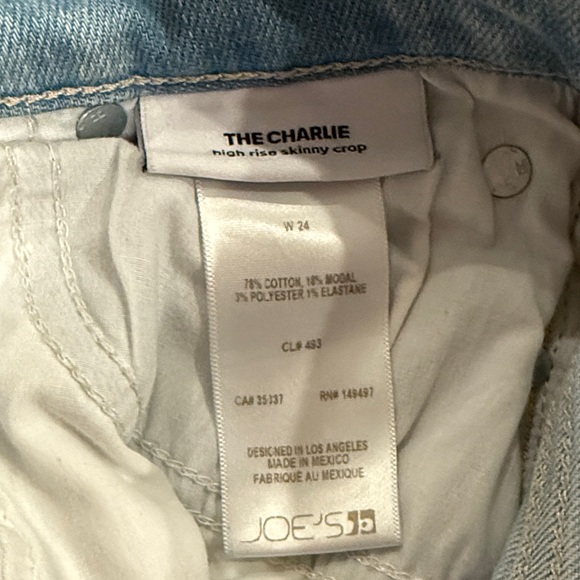 THE CHARLIE
high rise skinny crop
W 24
78% COTTON, 18% MODAL
3% POLYESTER 1% ELASTANE
CL# 493
CA# 35137 RN# 149497
DESIGNED IN LOS ANGELES
MADE IN MEXICO
FABRIQUÉ AU MEXIQUE
JOE'S